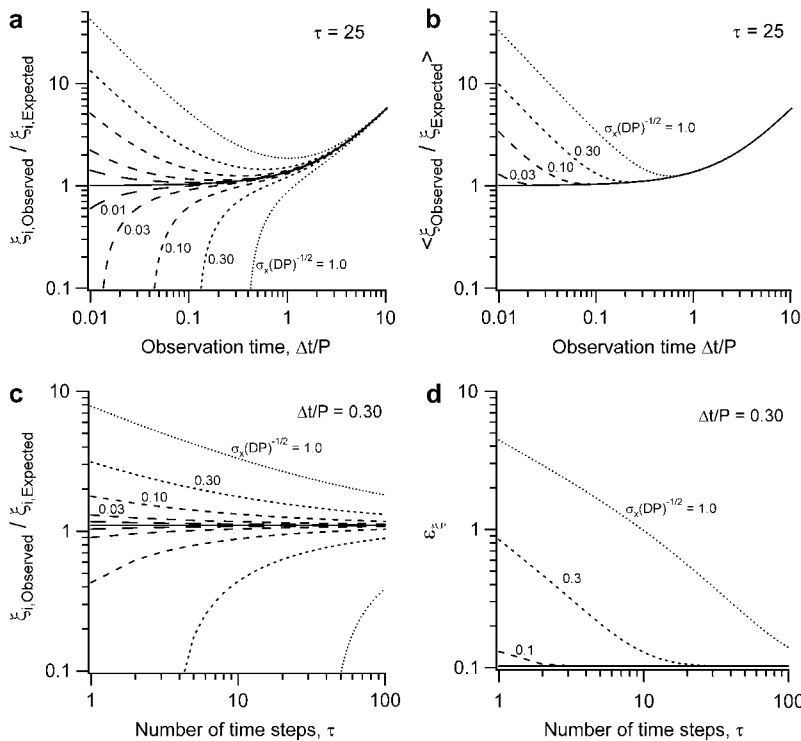 a
τ = 25
ξi,Observed / ξi,Expected
10
1
0.1
0.01
0.03
0.10
0.30
σx(DP)-1/2 = 1.0
0.01
0.1
1
10
Observation time, Δt/P
b
τ = 25
<ξObserved / ξExpected>
10
1
0.1
σx(DP)-1/2 = 1.0
0.30
0.10
0.03
0.01
0.1
1
10
Observation time Δt/P
c
Δt/P = 0.30
ξi,Observed / ξi,Expected
10
1
0.1
σx(DP)-1/2 = 1.0
0.30
0.10
0.03
1
10
100
Number of time steps, τ
d
Δt/P = 0.30
10
1
0.1
σx(DP)-1/2 = 1.0
0.3
0.1
1
10
100
Number of time steps, τ